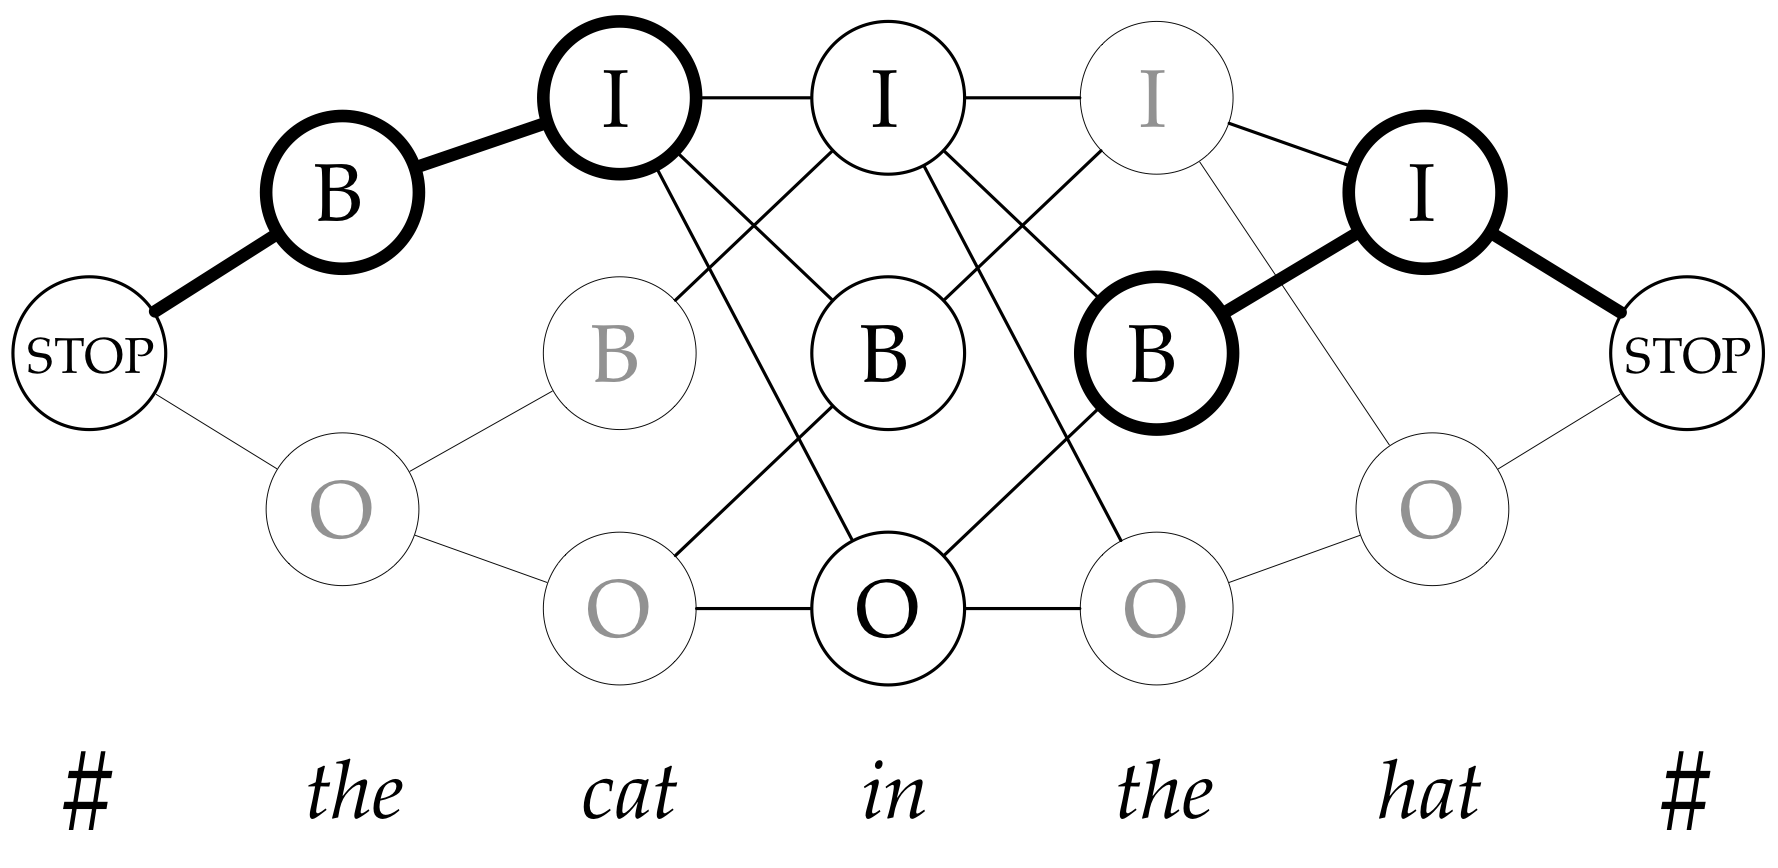 I I I
B I
STOP B B B STOP
O O
O O O
# the cat in the hat #